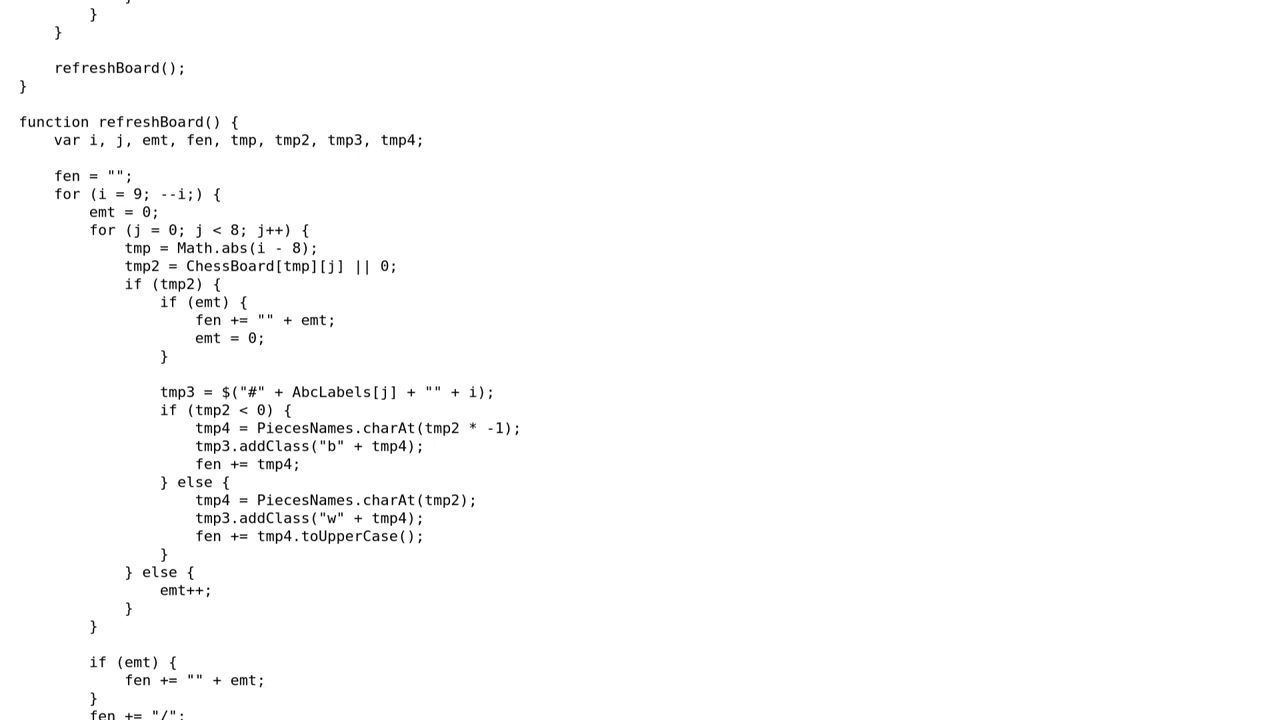 }
    }

    refreshBoard();
}

function refreshBoard() {
    var i, j, emt, fen, tmp, tmp2, tmp3, tmp4;

    fen = "";
    for (i = 9; --i;) {
        emt = 0;
        for (j = 0; j < 8; j++) {
            tmp = Math.abs(i - 8);
            tmp2 = ChessBoard[tmp][j] || 0;
            if (tmp2) {
                if (emt) {
                    fen += "" + emt;
                    emt = 0;
                }

                tmp3 = $("#" + AbcLabels[j] + "" + i);
                if (tmp2 < 0) {
                    tmp4 = PiecesNames.charAt(tmp2 * -1);
                    tmp3.addClass("b" + tmp4);
                    fen += tmp4;
                } else {
                    tmp4 = PiecesNames.charAt(tmp2);
                    tmp3.addClass("w" + tmp4);
                    fen += tmp4.toUpperCase();
                }
            } else {
                emt++;
            }
        }

        if (emt) {
            fen += "" + emt;
        }
        fen += "/";